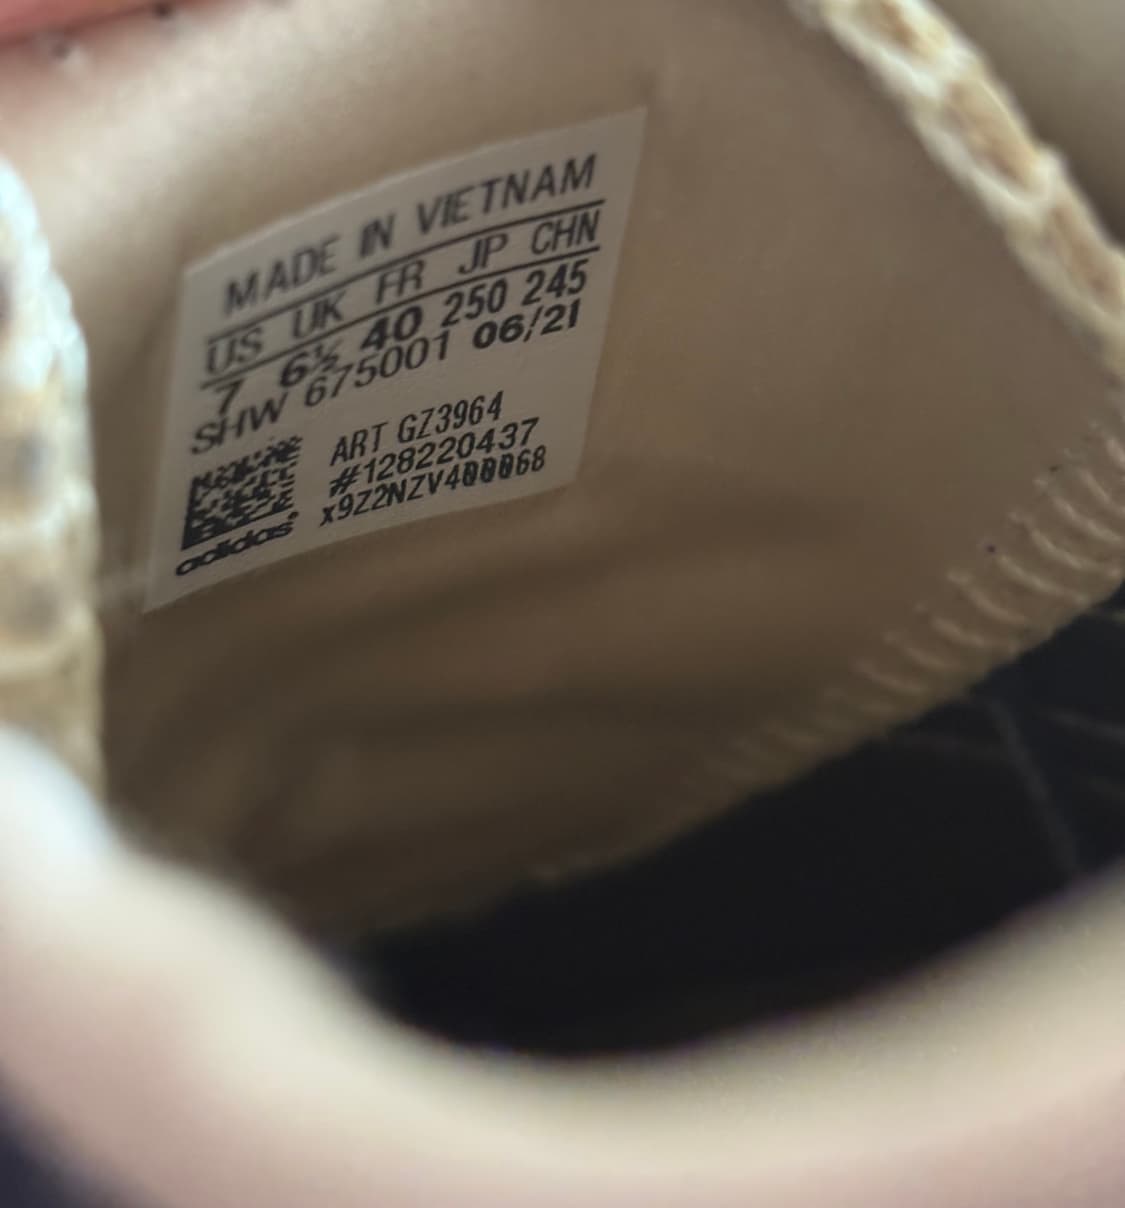 MADE IN VIETNAM
US UK FR JP CHN
7 6½ 40 250 245
SHW 675001 06/21
ART GZ3964
#128220437
x9Z2NZV400068
adidas